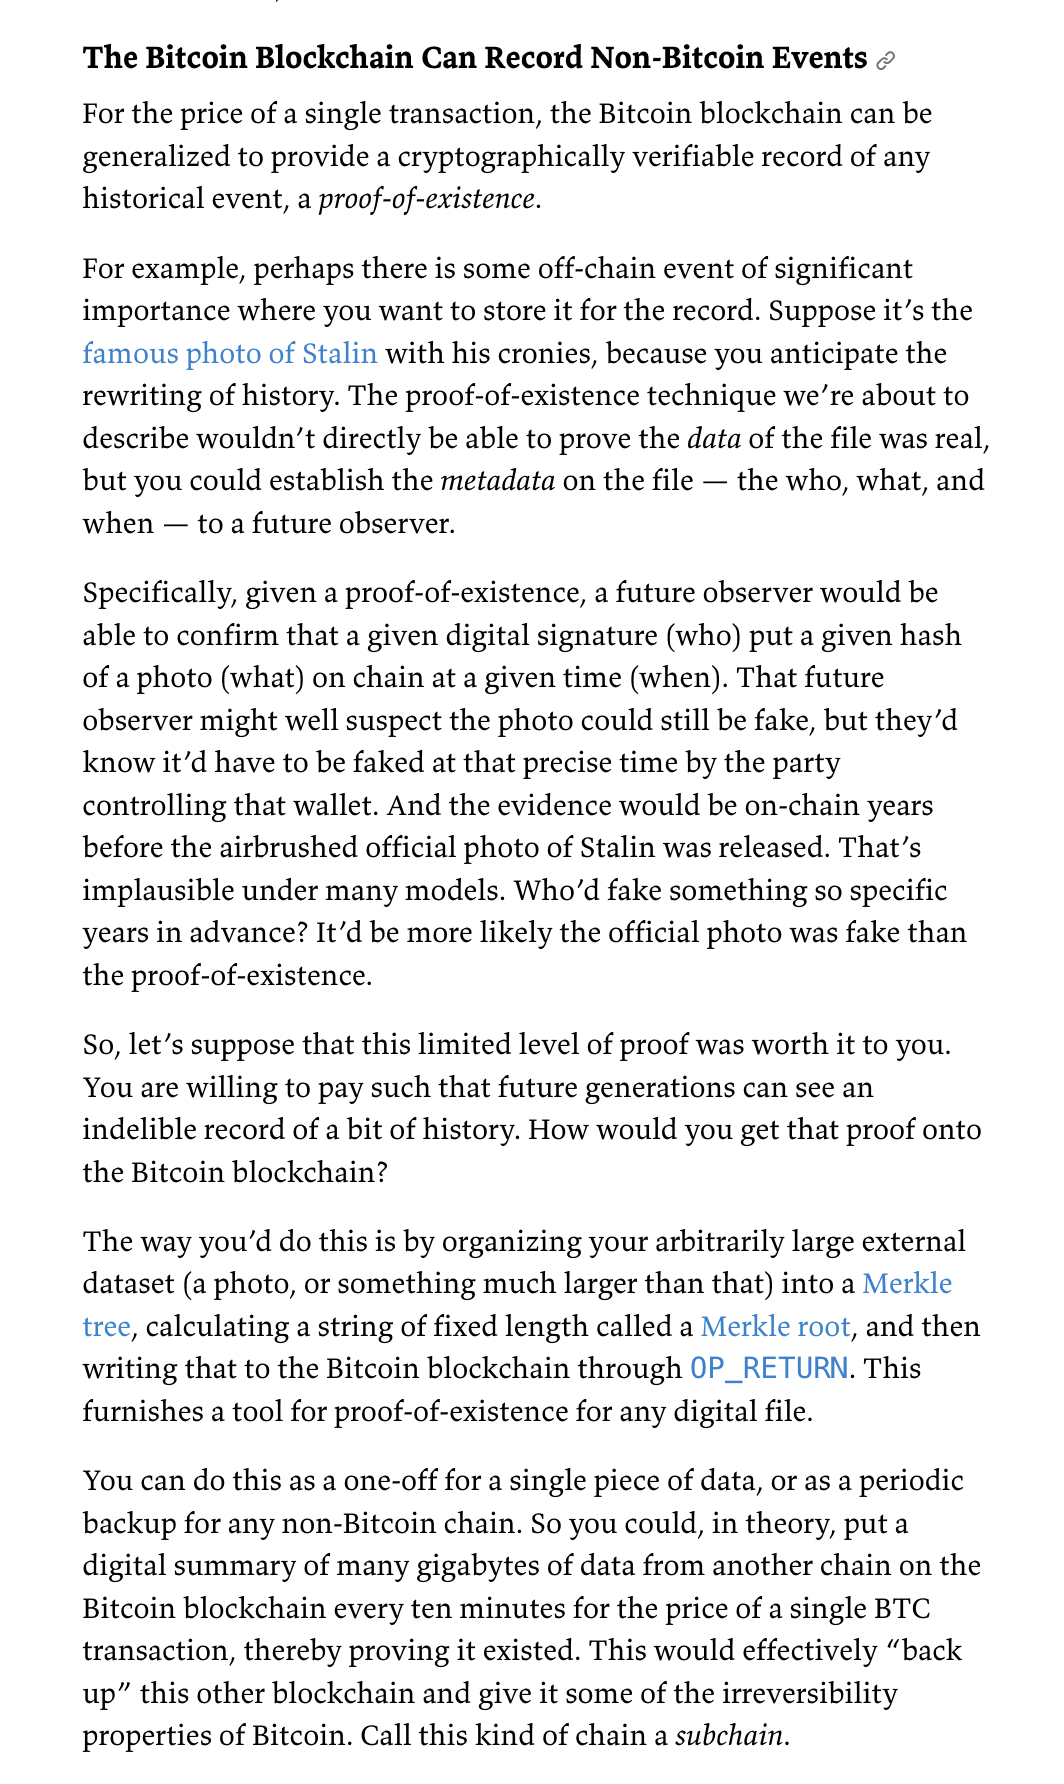 The Bitcoin Blockchain Can Record Non-Bitcoin Events
For the price of a single transaction, the Bitcoin blockchain can be
generalized to provide a cryptographically verifiable record of any
historical event, a proof-of-existence.
For example, perhaps there is some off-chain event of significant
importance where you want to store it for the record. Suppose it’s the
famous photo of Stalin with his cronies, because you anticipate the
rewriting of history. The proof-of-existence technique we’re about to
describe wouldn’t directly be able to prove the data of the file was real,
but you could establish the metadata on the file — the who, what, and
when — to a future observer.
Specifically, given a proof-of-existence, a future observer would be
able to confirm that a given digital signature (who) put a given hash
of a photo (what) on chain at a given time (when). That future
observer might well suspect the photo could still be fake, but they’d
know it’d have to be faked at that precise time by the party
controlling that wallet. And the evidence would be on-chain years
before the airbrushed official photo of Stalin was released. That’s
implausible under many models. Who’d fake something so specific
years in advance? It’d be more likely the official photo was fake than
the proof-of-existence.
So, let’s suppose that this limited level of proof was worth it to you.
You are willing to pay such that future generations can see an
indelible record of a bit of history. How would you get that proof onto
the Bitcoin blockchain?
The way you’d do this is by organizing your arbitrarily large external
dataset (a photo, or something much larger than that) into a Merkle
tree, calculating a string of fixed length called a Merkle root, and then
writing that to the Bitcoin blockchain through OP_RETURN. This
furnishes a tool for proof-of-existence for any digital file.
You can do this as a one-off for a single piece of data, or as a periodic
backup for any non-Bitcoin chain. So you could, in theory, put a
digital summary of many gigabytes of data from another chain on the
Bitcoin blockchain every ten minutes for the price of a single BTC
transaction, thereby proving it existed. This would effectively “back
up” this other blockchain and give it some of the irreversibility
properties of Bitcoin. Call this kind of chain a subchain.